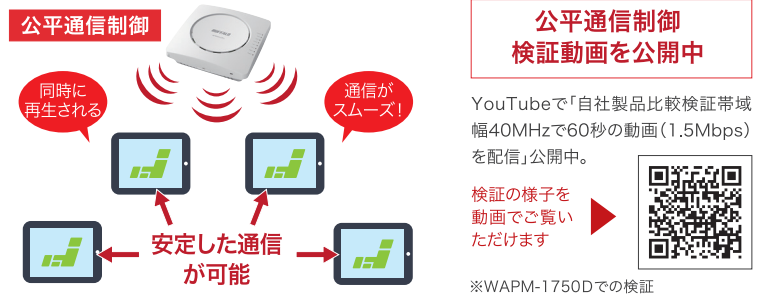 公平通信制御
同時に
再生される
通信が
スムーズ！
安定した通信
が可能
公平通信制御
検証動画を公開中
YouTubeで「自社製品比較検証帯域
幅40MHzで60秒の動画（1.5Mbps）
を配信」公開中。
検証の様子を
動画でご覧い
ただけます
※WAPM-1750Dでの検証